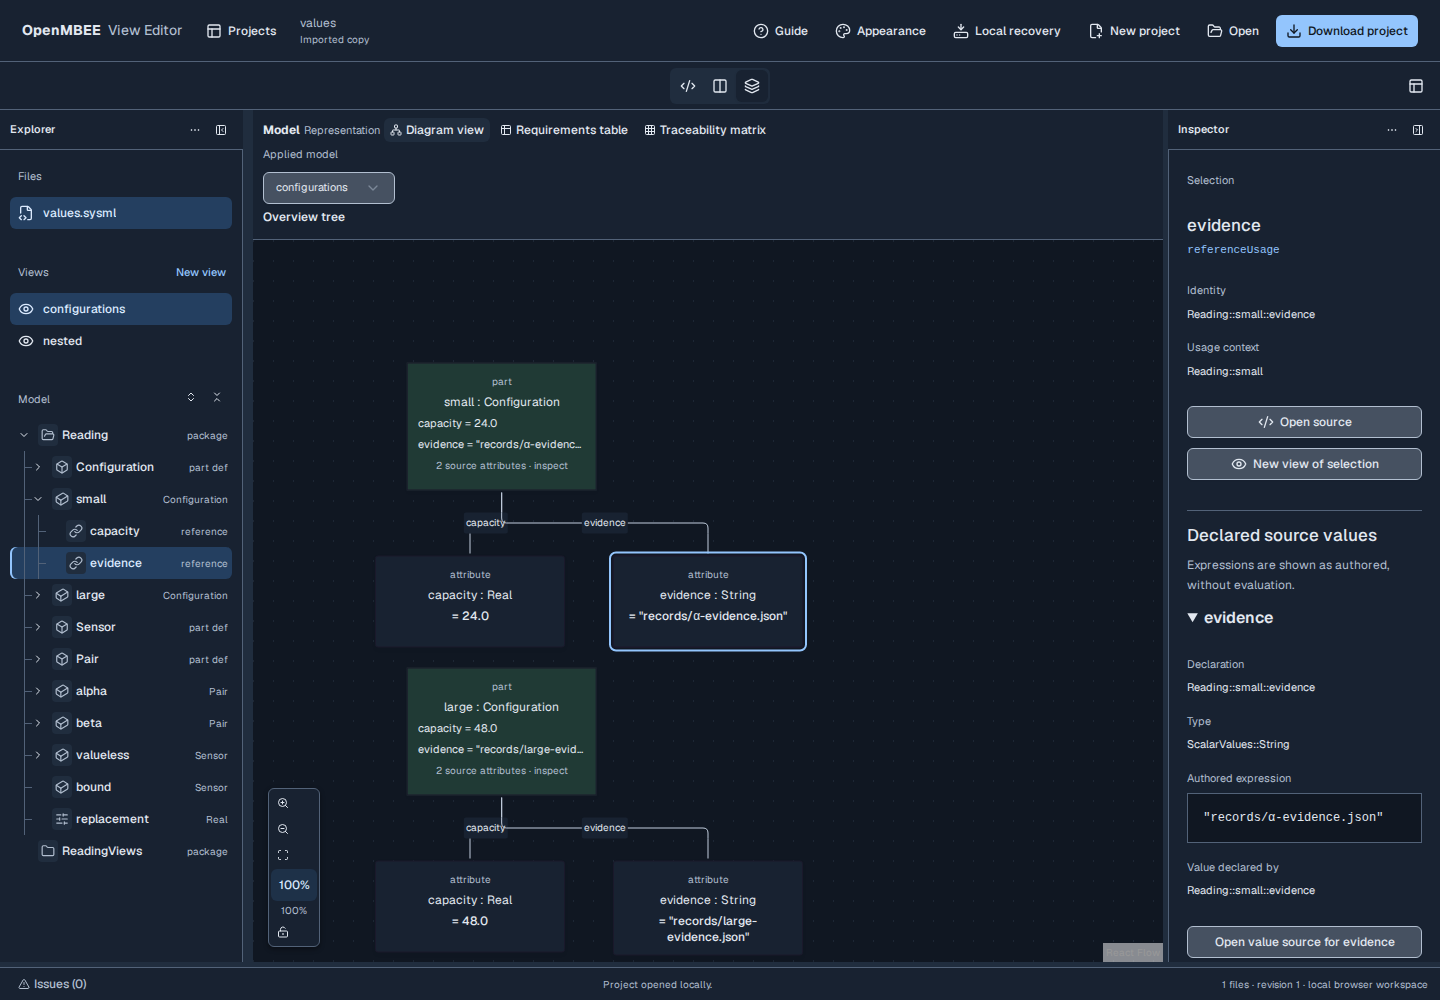 OpenMBEE View Editor
Projects
values
Imported copy
Guide
Appearance
Local recovery
New project
Open
Download project
Explorer
Files
values.sysml
Views
New view
configurations
nested
Model
Reading package
Configuration part def
small Configuration
capacity reference
evidence reference
large Configuration
Sensor part def
Pair part def
alpha Pair
beta Pair
valueless Sensor
bound Sensor
replacement Real
ReadingViews package
Model Representation Diagram view Requirements table Traceability matrix
Applied model
configurations
Overview tree
part
small : Configuration
capacity = 24.0
evidence = "records/α-evidenc...
2 source attributes · inspect
capacity
evidence
attribute
capacity : Real
= 24.0
attribute
evidence : String
= "records/α-evidence.json"
part
large : Configuration
capacity = 48.0
evidence = "records/large-evid...
2 source attributes · inspect
capacity
evidence
attribute
capacity : Real
= 48.0
attribute
evidence : String
= "records/large-
evidence.json"
100%
100%
React Flow
Inspector
Selection
evidence
referenceUsage
Identity
Reading::small::evidence
Usage context
Reading::small
Open source
New view of selection
Declared source values
Expressions are shown as authored,
without evaluation.
evidence
Declaration
Reading::small::evidence
Type
ScalarValues::String
Authored expression
"records/α-evidence.json"
Value declared by
Reading::small::evidence
Open value source for evidence
Issues (0)
Project opened locally.
1 files · revision 1 · local browser workspace